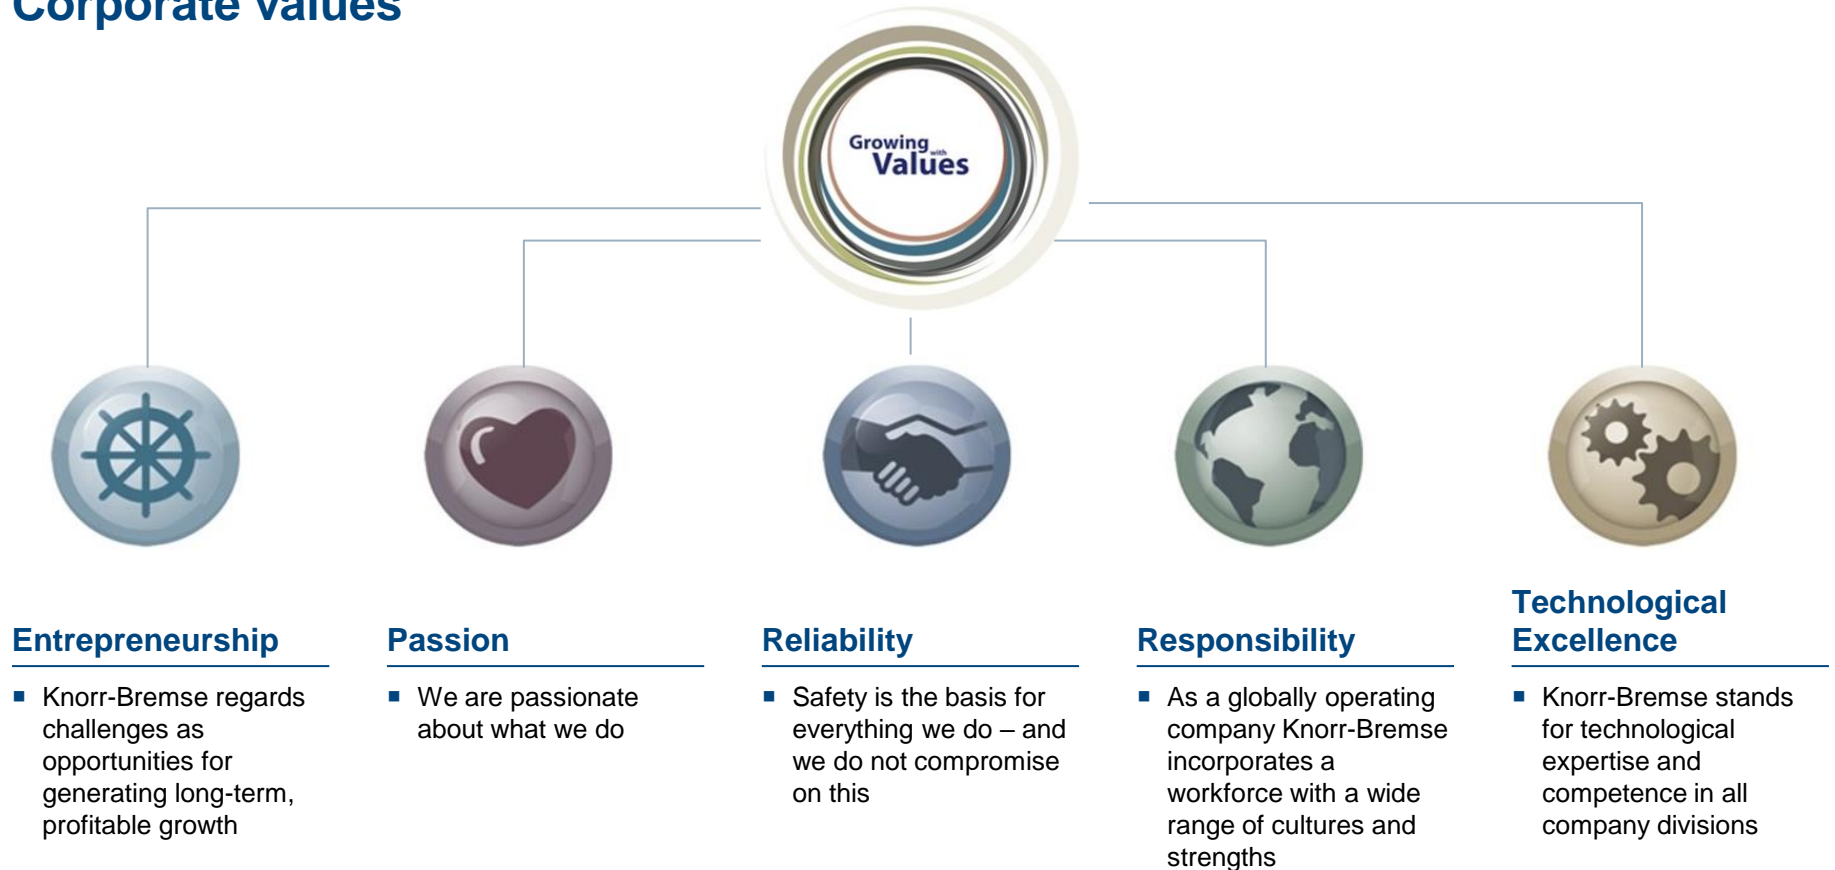 Corporate Values
Growing
with
Values
Entrepreneurship
■ Knorr-Bremse regards
challenges as
opportunities for
generating long-term,
profitable growth
Passion
■ We are passionate
about what we do
Reliability
■ Safety is the basis for
everything we do – and
we do not compromise
on this
Responsibility
■ As a globally operating
company Knorr-Bremse
incorporates a
workforce with a wide
range of cultures and
strengths
Technological
Excellence
■ Knorr-Bremse stands
for technological
expertise and
competence in all
company divisions